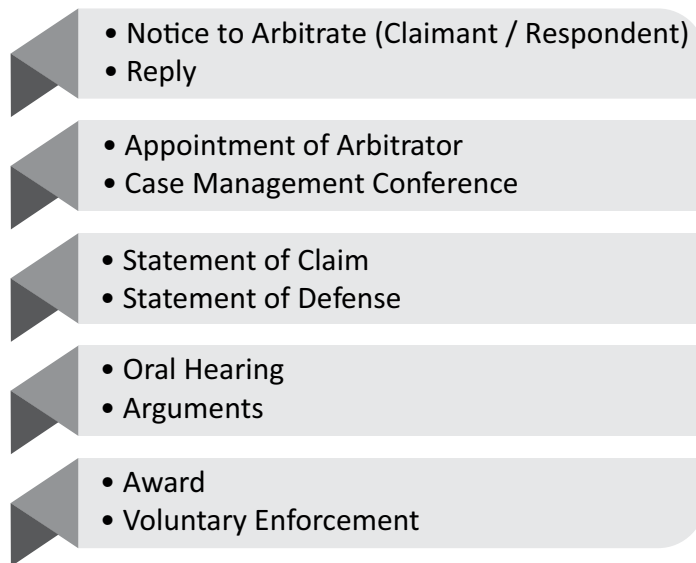 • Notice to Arbitrate (Claimant / Respondent)
• Reply
• Appointment of Arbitrator
• Case Management Conference
• Statement of Claim
• Statement of Defense
• Oral Hearing
• Arguments
• Award
• Voluntary Enforcement